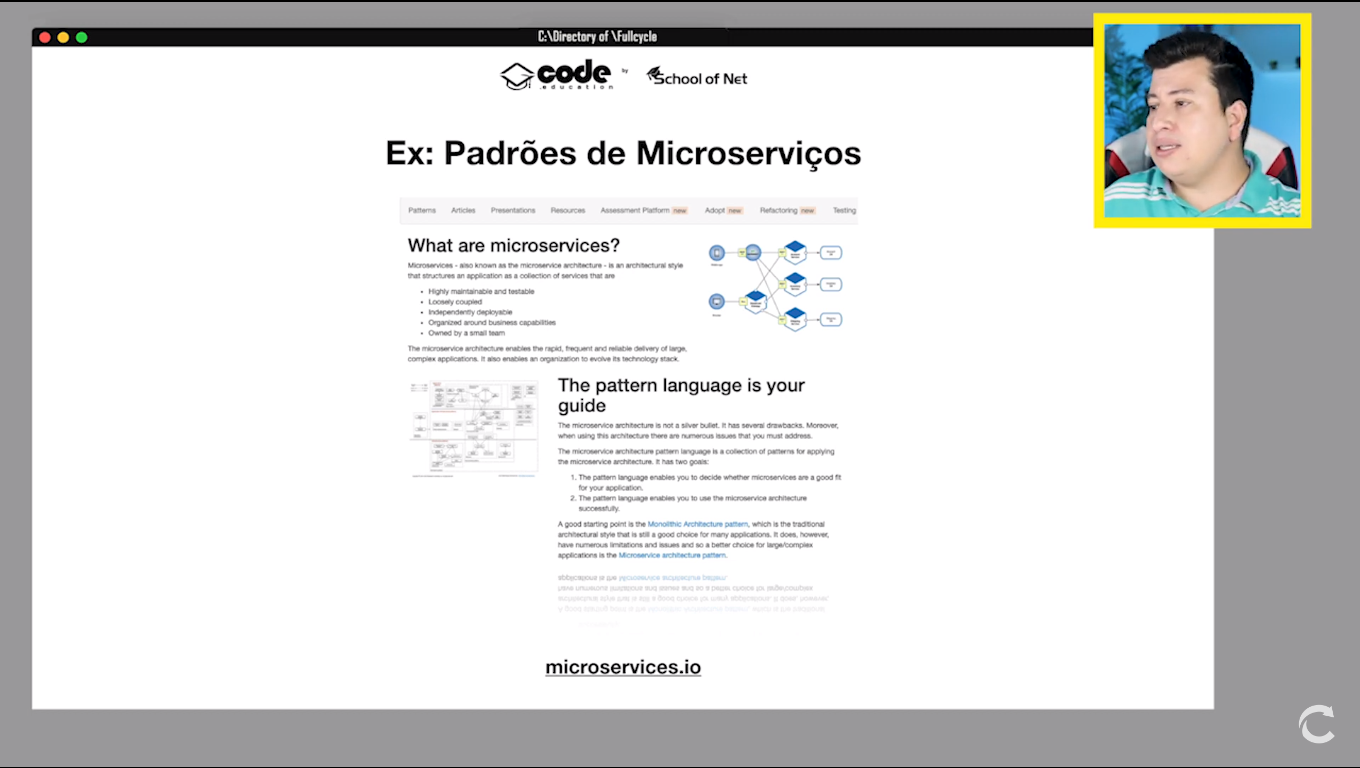 C:\Directory of \Fullcycle
code
.education
by
School of Net
Ex: Padrões de Microserviços
Patterns Articles Presentations Resources Assessment Platform new Adopt new Refactoring new Testing
What are microservices?
Microservices - also known as the microservice architecture - is an architectural style
that structures an application as a collection of services that are
• Highly maintainable and testable
• Loosely coupled
• Independently deployable
• Organized around business capabilities
• Owned by a small team
The microservice architecture enables the rapid, frequent and reliable delivery of large,
complex applications. It also enables an organization to evolve its technology stack.
The pattern language is your
guide
The microservice architecture is not a silver bullet. It has several drawbacks. Moreover,
when using this architecture there are numerous issues that you must address.
The microservice architecture pattern language is a collection of patterns for applying
the microservice architecture. It has two goals:
1. The pattern language enables you to decide whether microservices are a good fit
for your application.
2. The pattern language enables you to use the microservice architecture
successfully.
A good starting point is the Monolithic Architecture pattern, which is the traditional
architectural style that is still a good choice for many applications. It does, however,
have numerous limitations and issues and so a better choice for large/complex
applications is the Microservice architecture pattern.
microservices.io